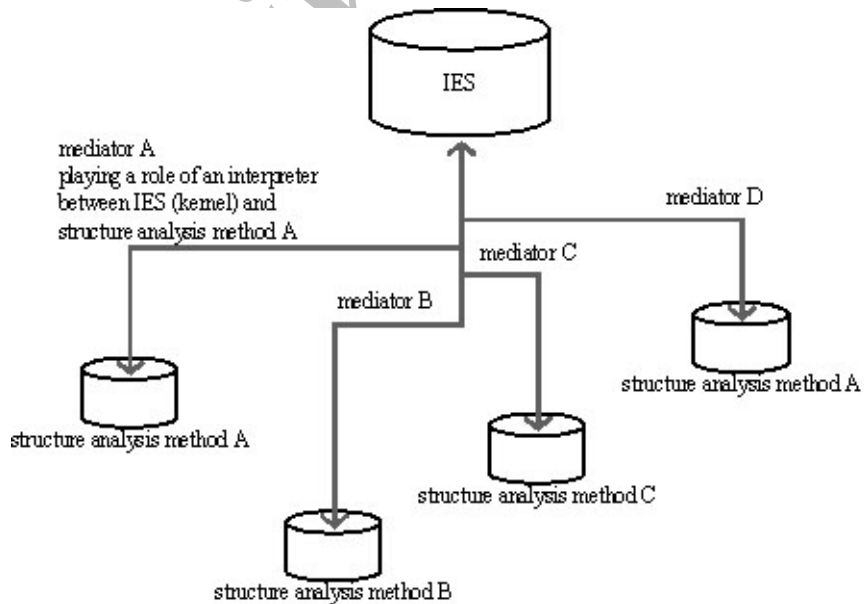 IES
mediator A
playing a role of an interpreter
between IES (kernel) and
structure analysis method A
mediator D
mediator C
mediator B
structure analysis method A
structure analysis method A
structure analysis method C
structure analysis method B